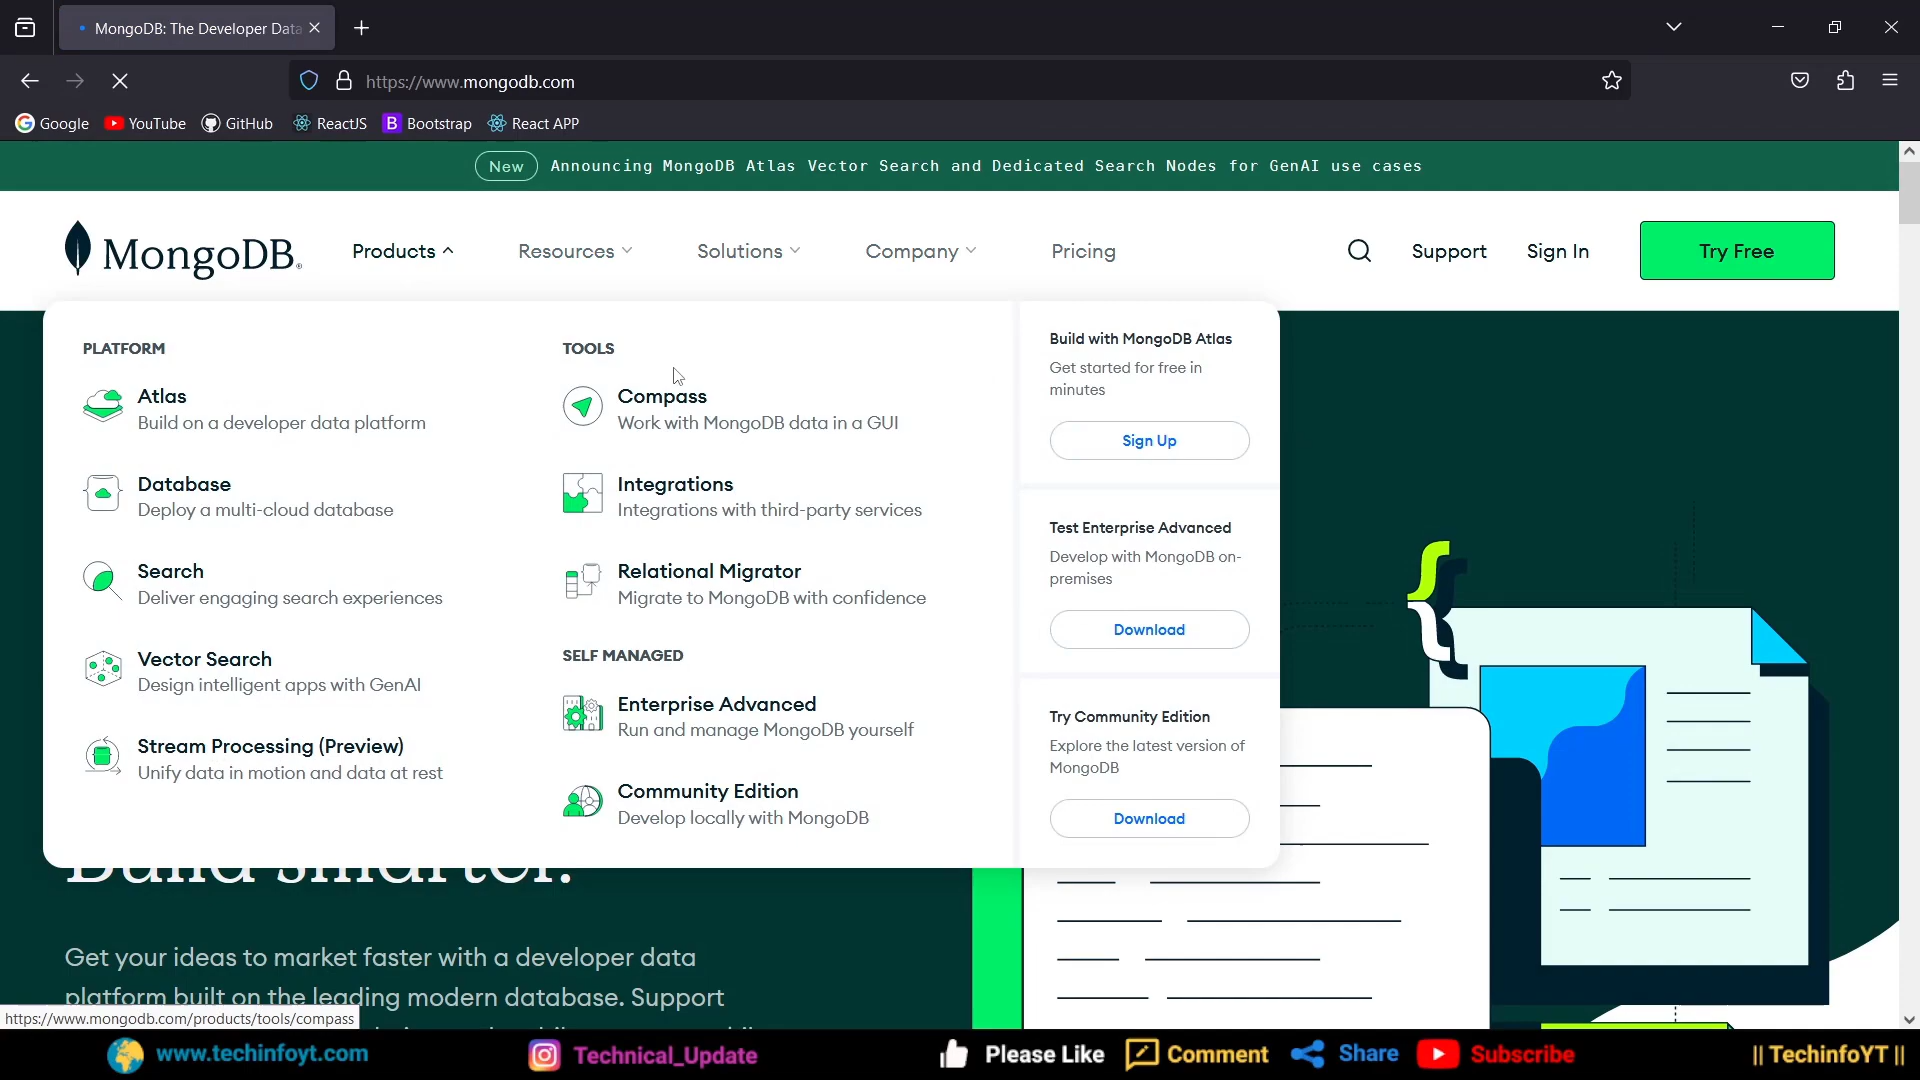 MongoDB: The Developer Data
https://www.mongodb.com
Google YouTube GitHub ReactJS Bootstrap React APP
New Announcing MongoDB Atlas Vector Search and Dedicated Search Nodes for GenAI use cases
MongoDB. Products Resources Solutions Company Pricing Support Sign In Try Free
PLATFORM
Atlas
Build on a developer data platform
Database
Deploy a multi-cloud database
Search
Deliver engaging search experiences
Vector Search
Design intelligent apps with GenAI
Stream Processing (Preview)
Unify data in motion and data at rest
TOOLS
Compass
Work with MongoDB data in a GUI
Integrations
Integrations with third-party services
Relational Migrator
Migrate to MongoDB with confidence
SELF MANAGED
Enterprise Advanced
Run and manage MongoDB yourself
Community Edition
Develop locally with MongoDB
Build with MongoDB Atlas
Get started for free in
minutes
Sign Up
Test Enterprise Advanced
Develop with MongoDB on-
premises
Download
Try Community Edition
Explore the latest version of
MongoDB
Download
Build smarter.
Get your ideas to market faster with a developer data
platform built on the leading modern database. Support
https://www.mongodb.com/products/tools/compass
www.techinfoyt.com Technical_Update Please Like Comment Share Subscribe || TechinfoYT ||